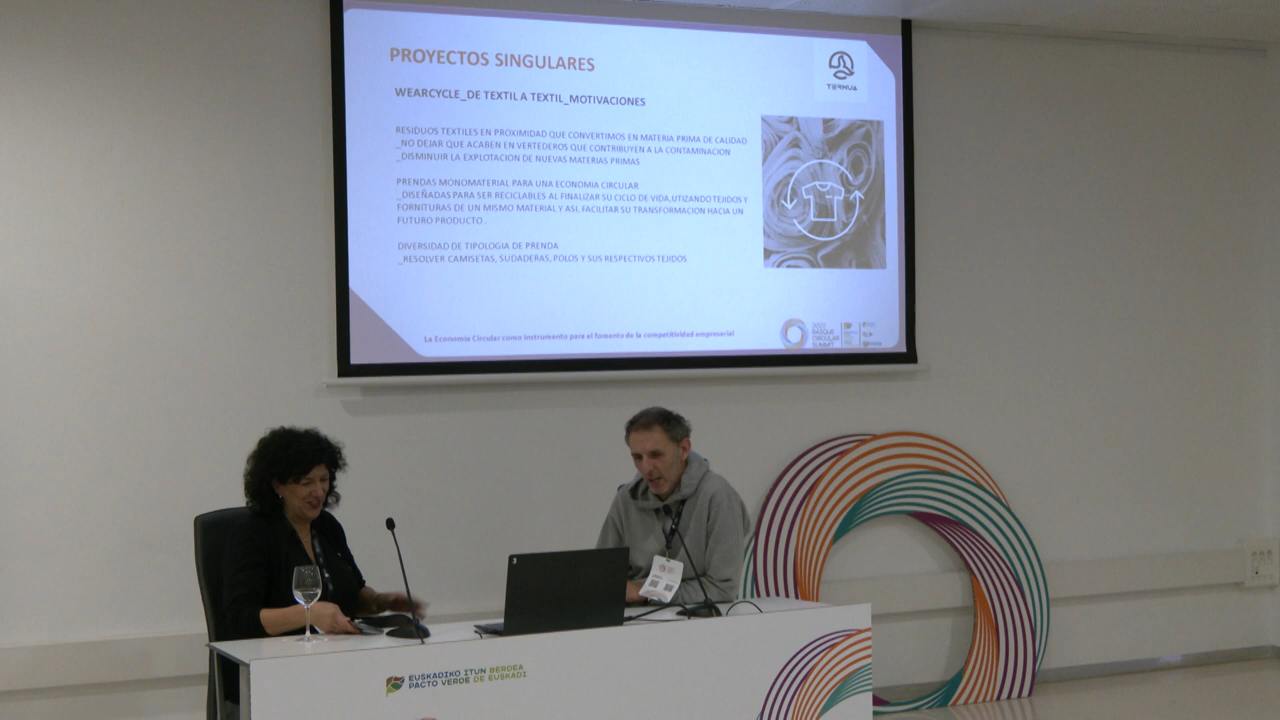 PROYECTOS SINGULARES
TERNUA
WEARCYCLE_DE TEXTIL A TEXTIL_MOTIVACIONES
RESIDUOS TEXTILES EN PROXIMIDAD QUE CONVERTIMOS EN MATERIA PRIMA DE CALIDAD
_NO DEJAR QUE ACABEN EN VERTEDEROS QUE CONTRIBUYEN A LA CONTAMINACION
_DISMINUIR LA EXPLOTACION DE NUEVAS MATERIAS PRIMAS
PRENDAS MONOMATERIAL PARA UNA ECONOMIA CIRCULAR
_DISEÑADAS PARA SER RECICLABLES AL FINALIZAR SU CICLO DE VIDA,UTIZANDO TEJIDOS Y
FORNITURAS DE UN MISMO MATERIAL Y ASI, FACILITAR SU TRANSFORMACION HACIA UN
FUTURO PRODUCTO .
DIVERSIDAD DE TIPOLOGIA DE PRENDA
_RESOLVER CAMISETAS, SUDADERAS, POLOS Y SUS RESPECTIVOS TEJIDOS
La Economía Circular como instrumento para el fomento de la competitividad empresarial
BASQUE
CIRCULAR
SUMMIT
EUSKADIKO ITUN BERDEA
PACTO VERDE DE EUSKADI